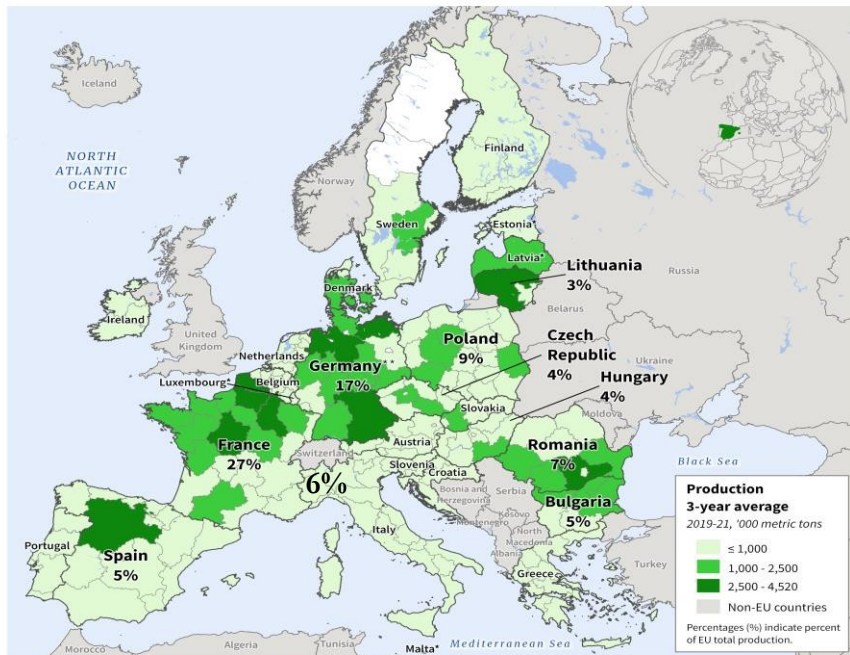 Iceland
NORTH
ATLANTIC
OCEAN
Norway
Finland
Sweden
Estonia*
Latvia*
Lithuania
3%
Russia
Belarus
Denmark
Ireland
United
Kingdom
Netherlands
Poland
9%
Czech
Republic
4%
Ukraine
Hungary
4%
Germany
17%
Luxembourg
Belgium
Slovakia
Moldova
France
27%
Switzerland
Austria
Slovenia
Croatia
Romania
7%
Black Sea
6%
Bosnia and
Herzegovina
Serbia
Kosovo
Montenegro
North
Macedonia
Albania
Bulgaria
5%
Italy
Portugal
Spain
5%
Greece
Turkey
Morocco
Algeria
Tunisia
Malta*
Mediterranean Sea
Production
3-year average
2019-21, '000 metric tons
≤ 1,000
1,000 - 2,500
2,500 - 4,520
Non-EU countries
Percentages (%) indicate percent
of EU total production.